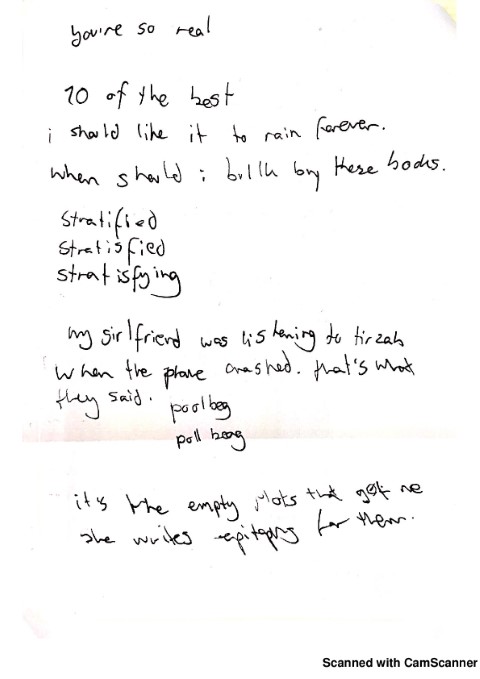 you're so real
10 of the best
i should like it to rain forever.
when should i by these books.
stratified
stratisfied
stratisfying
my girlfriend was listening to tirzah
when the plane crashed. that's what
they said.
poolbeg
poll beag
it's the empty plots that get me
she writes epitaphs for them.
Scanned with CamScanner